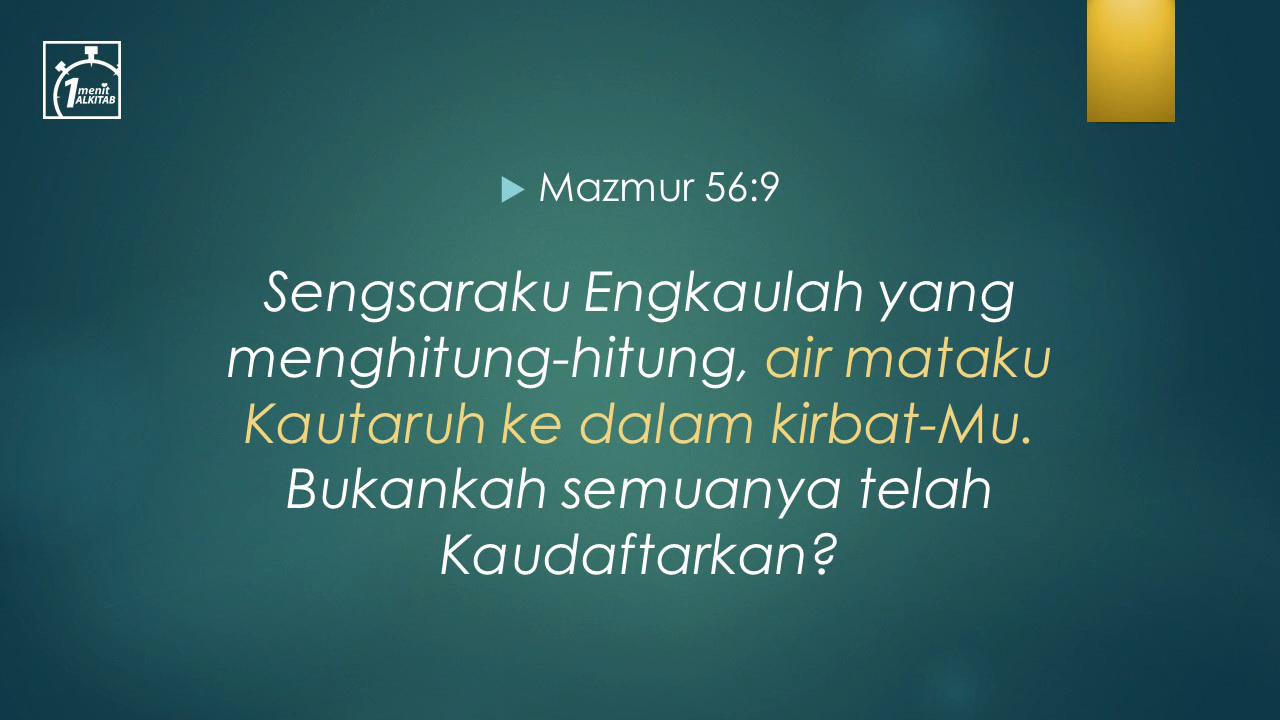 1 menit
ALKITAB
Mazmur 56:9
Sengsaraku Engkaulah yang
menghitung-hitung, air mataku
Kautaruh ke dalam kirbat-Mu.
Bukankah semuanya telah
Kaudaftarkan?